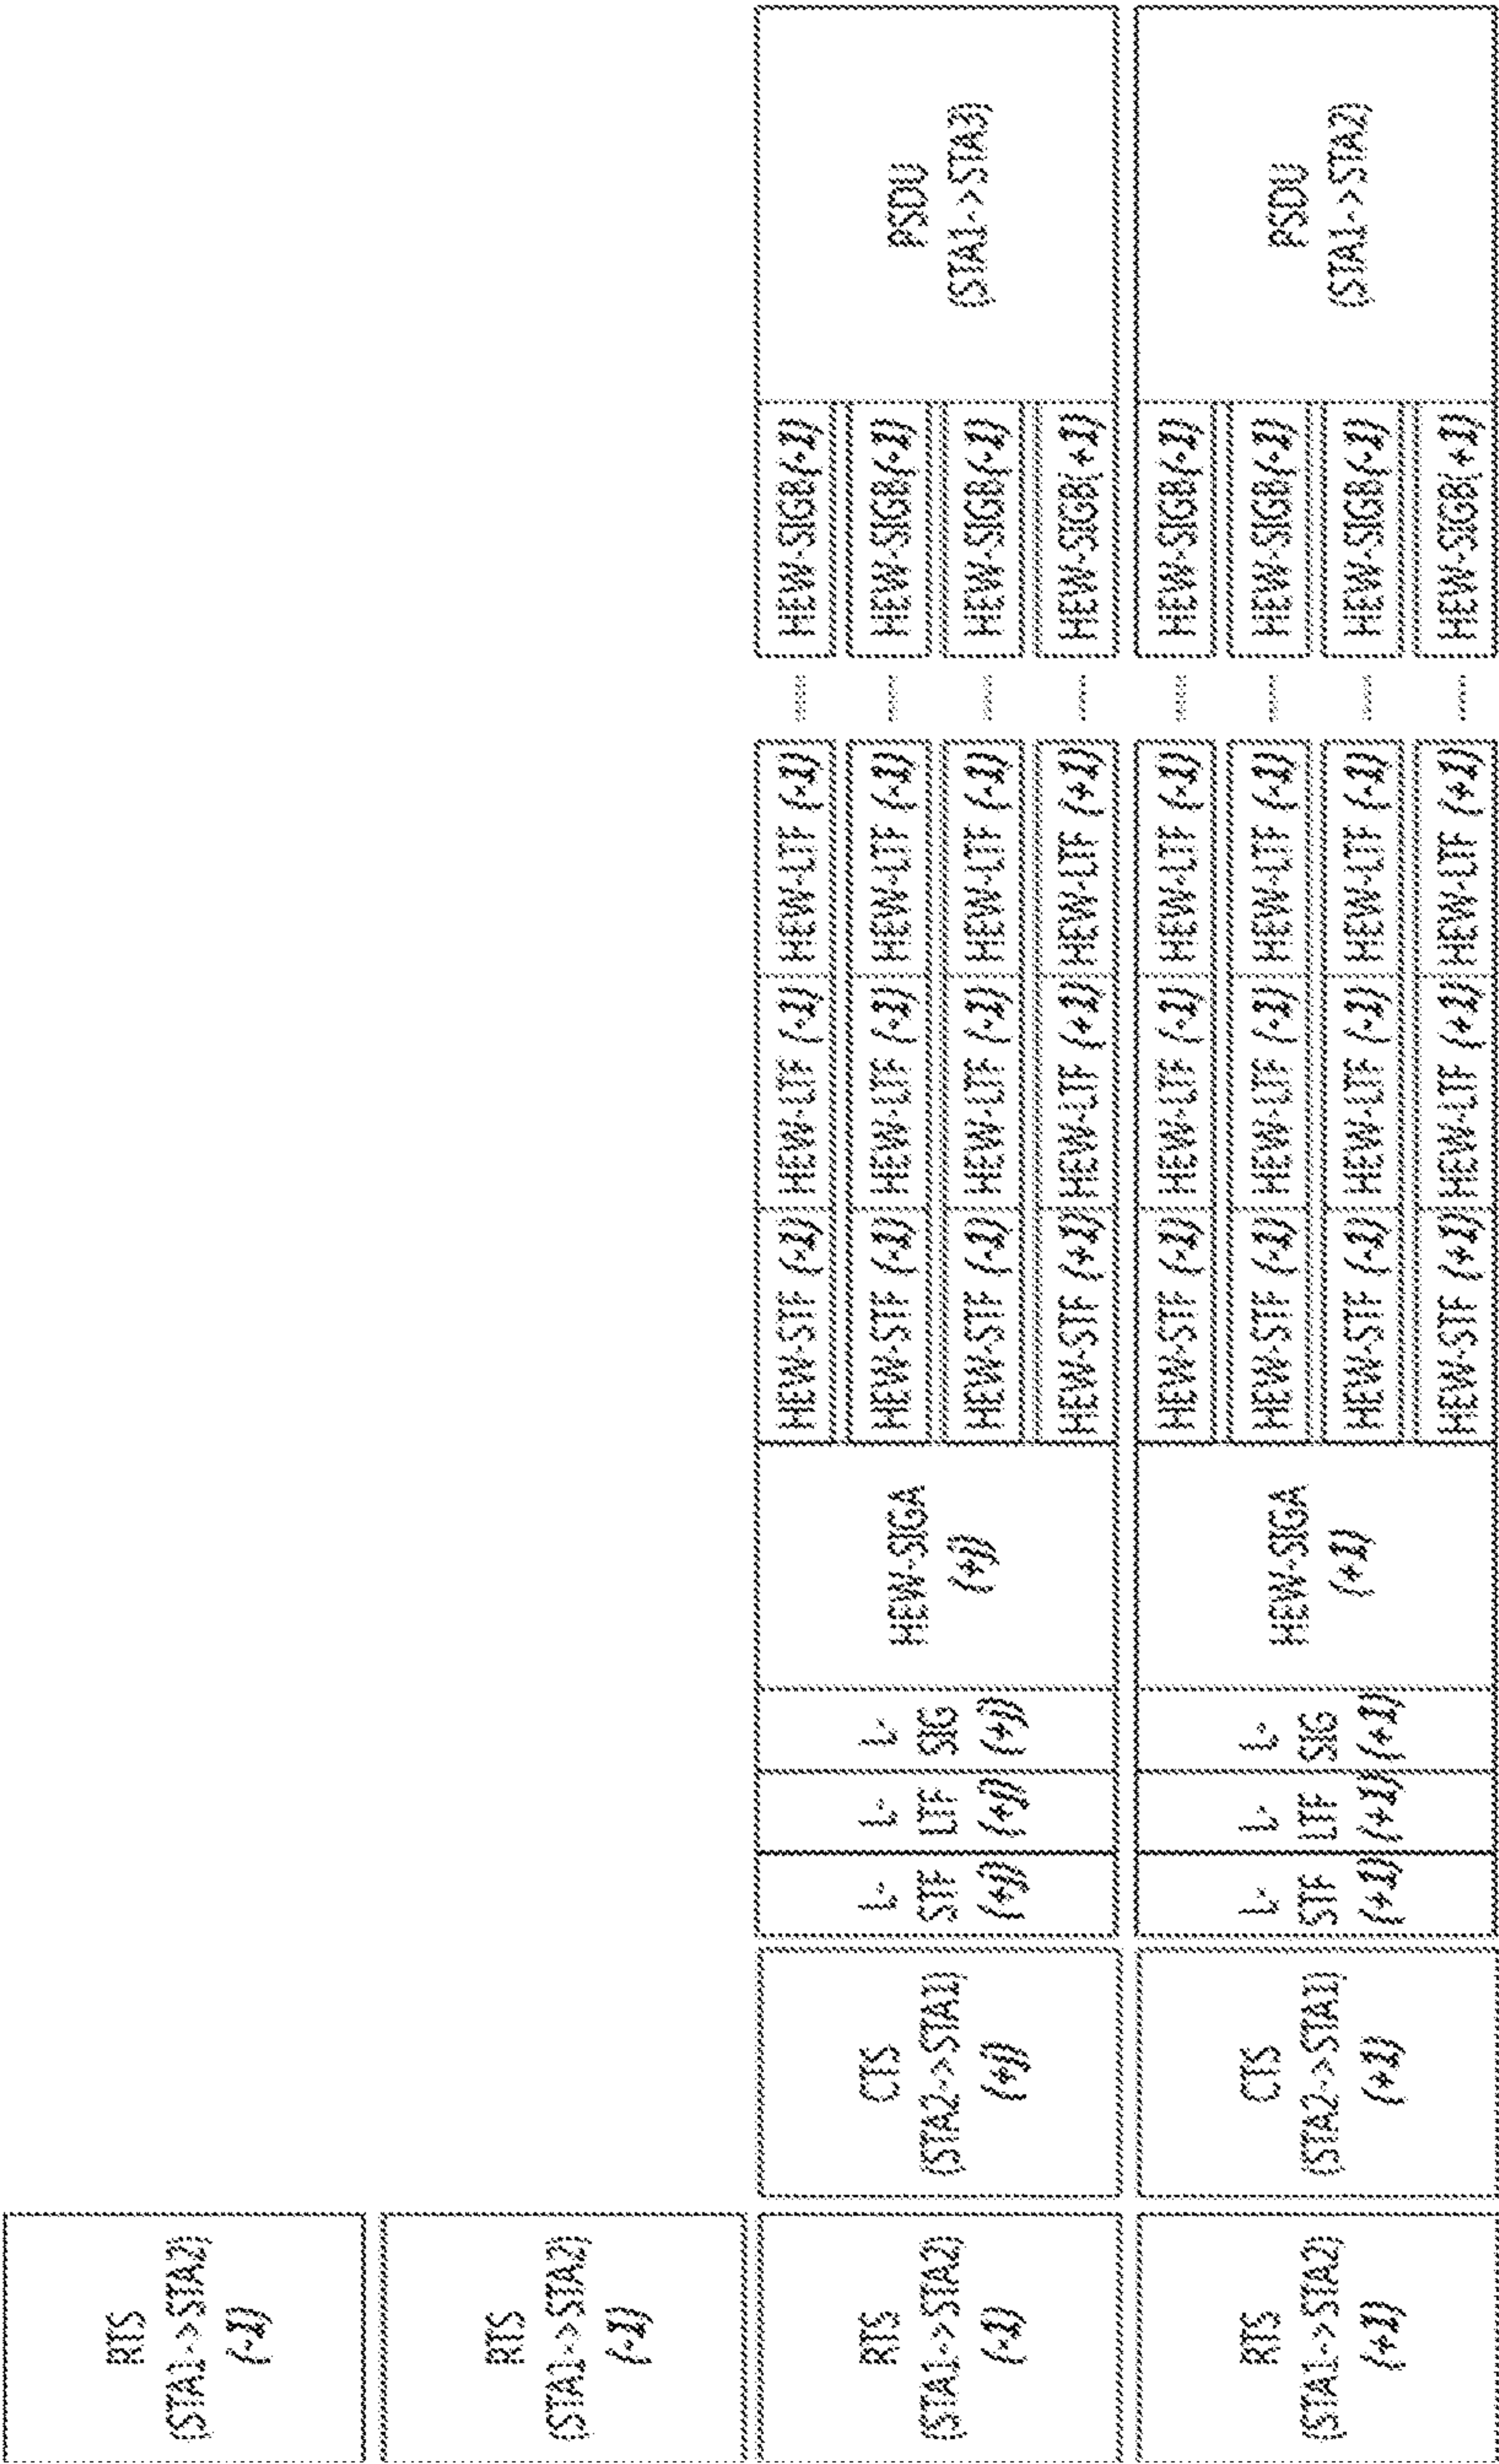 RTS
(STA1->STA2)
(-1)
RTS
(STA1->STA2)
(-1)
RTS
(STA1->STA2)
(-1)
CTS
(STA2->STA1)
(+j)
L-
STF
(+j)
L-
LTF
(+j)
L-
SIG
(+j)
HEW-SIGA
(+j)
HEW-STF (-1) HEW-LTF (-1) HEW-LTF (-1) ..... HEW-SIGB(-1)
HEW-STF (-1) HEW-LTF (-1) HEW-LTF (-1) ..... HEW-SIGB(-1)
HEW-STF (-1) HEW-LTF (-1) HEW-LTF (-1) ..... HEW-SIGB(-1)
HEW-STF (+1) HEW-LTF (+1) HEW-LTF (+1) ..... HEW-SIGB(+1)
PSDU
(STA1->STA3)
RTS
(STA1->STA2)
(+1)
CTS
(STA2->STA1)
(+1)
L-
STF
(+1)
L-
LTF
(+1)
L-
SIG
(+1)
HEW-SIGA
(+1)
HEW-STF (-1) HEW-LTF (-1) HEW-LTF (-1) ..... HEW-SIGB(-1)
HEW-STF (-1) HEW-LTF (-1) HEW-LTF (-1) ..... HEW-SIGB(-1)
HEW-STF (-1) HEW-LTF (-1) HEW-LTF (-1) ..... HEW-SIGB(-1)
HEW-STF (+1) HEW-LTF (+1) HEW-LTF (+1) ..... HEW-SIGB(+1)
PSDU
(STA1->STA2)